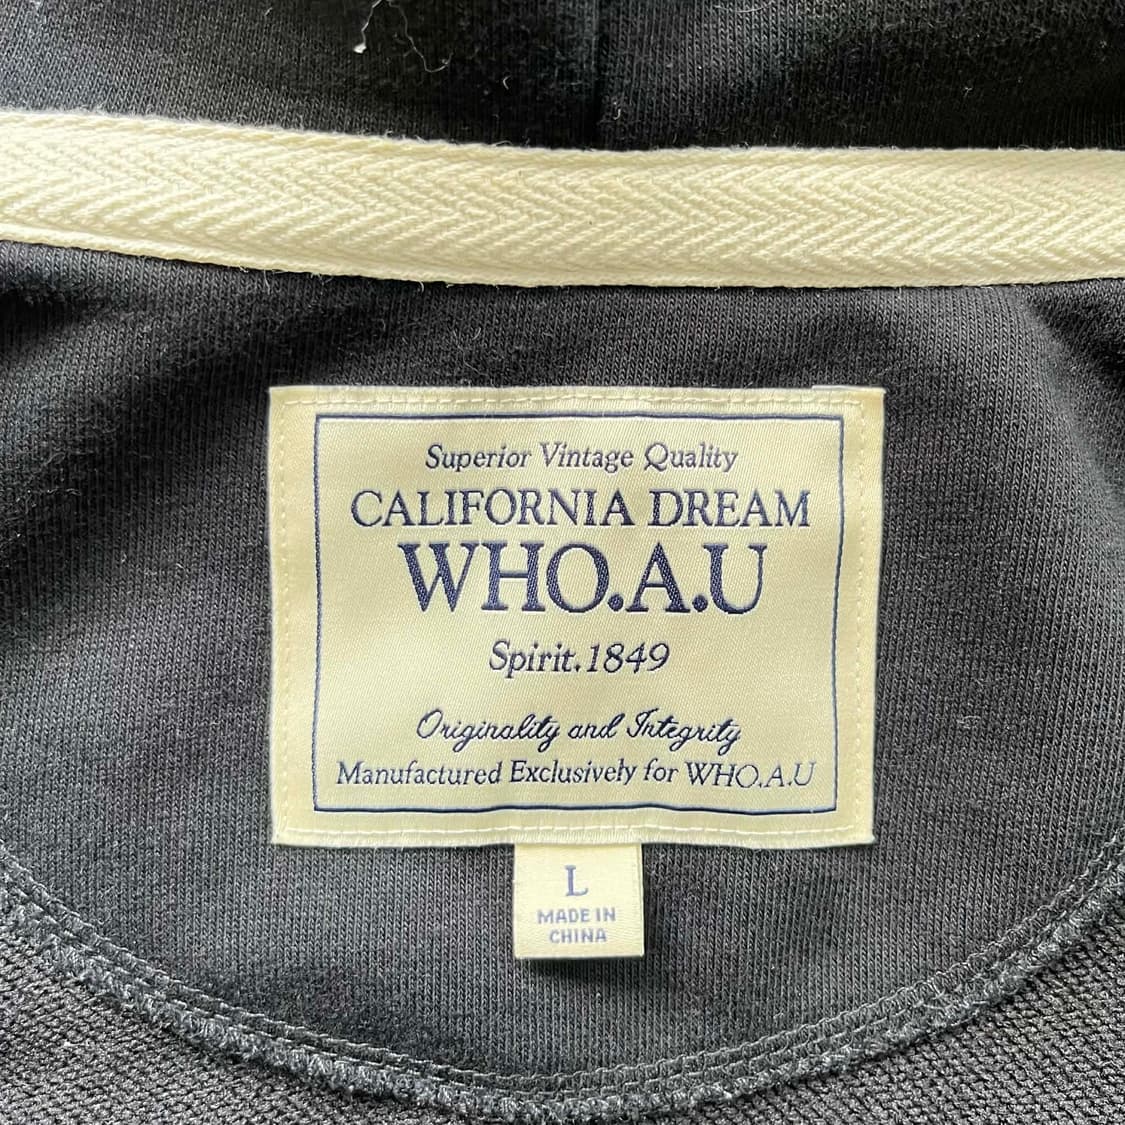 Superior Vintage Quality
CALIFORNIA DREAM
WHO.A.U
Spirit.1849
Originality and Integrity
Manufactured Exclusively for WHO.A.U
L
MADE IN
CHINA